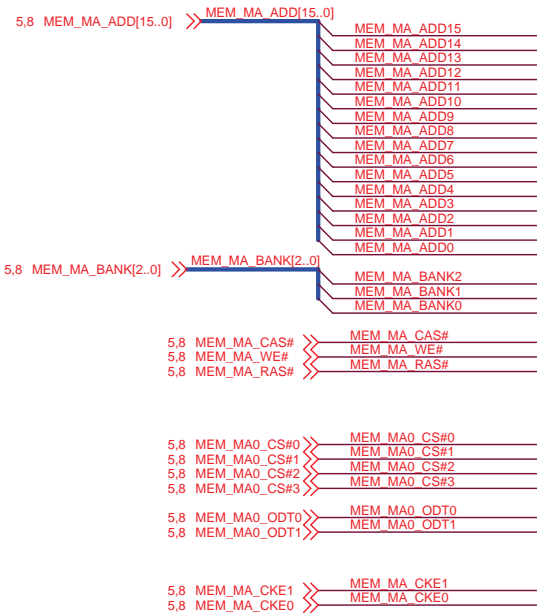 MEM_MA_ADD[15..0]
5,8 MEM_MA_ADD[15..0]
MEM_MA_ADD15
MEM_MA_ADD14
MEM_MA_ADD13
MEM_MA_ADD12
MEM_MA_ADD11
MEM_MA_ADD10
MEM_MA_ADD9
MEM_MA_ADD8
MEM_MA_ADD7
MEM_MA_ADD6
MEM_MA_ADD5
MEM_MA_ADD4
MEM_MA_ADD3
MEM_MA_ADD2
MEM_MA_ADD1
MEM_MA_ADD0
MEM_MA_BANK[2..0]
5,8 MEM_MA_BANK[2..0]
MEM_MA_BANK2
MEM_MA_BANK1
MEM_MA_BANK0
5,8 MEM_MA_CAS# MEM_MA_CAS#
5,8 MEM_MA_WE# MEM_MA_WE#
5,8 MEM_MA_RAS# MEM_MA_RAS#
5,8 MEM_MA0_CS#0 MEM_MA0_CS#0
5,8 MEM_MA0_CS#1 MEM_MA0_CS#1
5,8 MEM_MA0_CS#2 MEM_MA0_CS#2
5,8 MEM_MA0_CS#3 MEM_MA0_CS#3
5,8 MEM_MA0_ODT0 MEM_MA0_ODT0
5,8 MEM_MA0_ODT1 MEM_MA0_ODT1
5,8 MEM_MA_CKE1 MEM_MA_CKE1
5,8 MEM_MA_CKE0 MEM_MA_CKE0